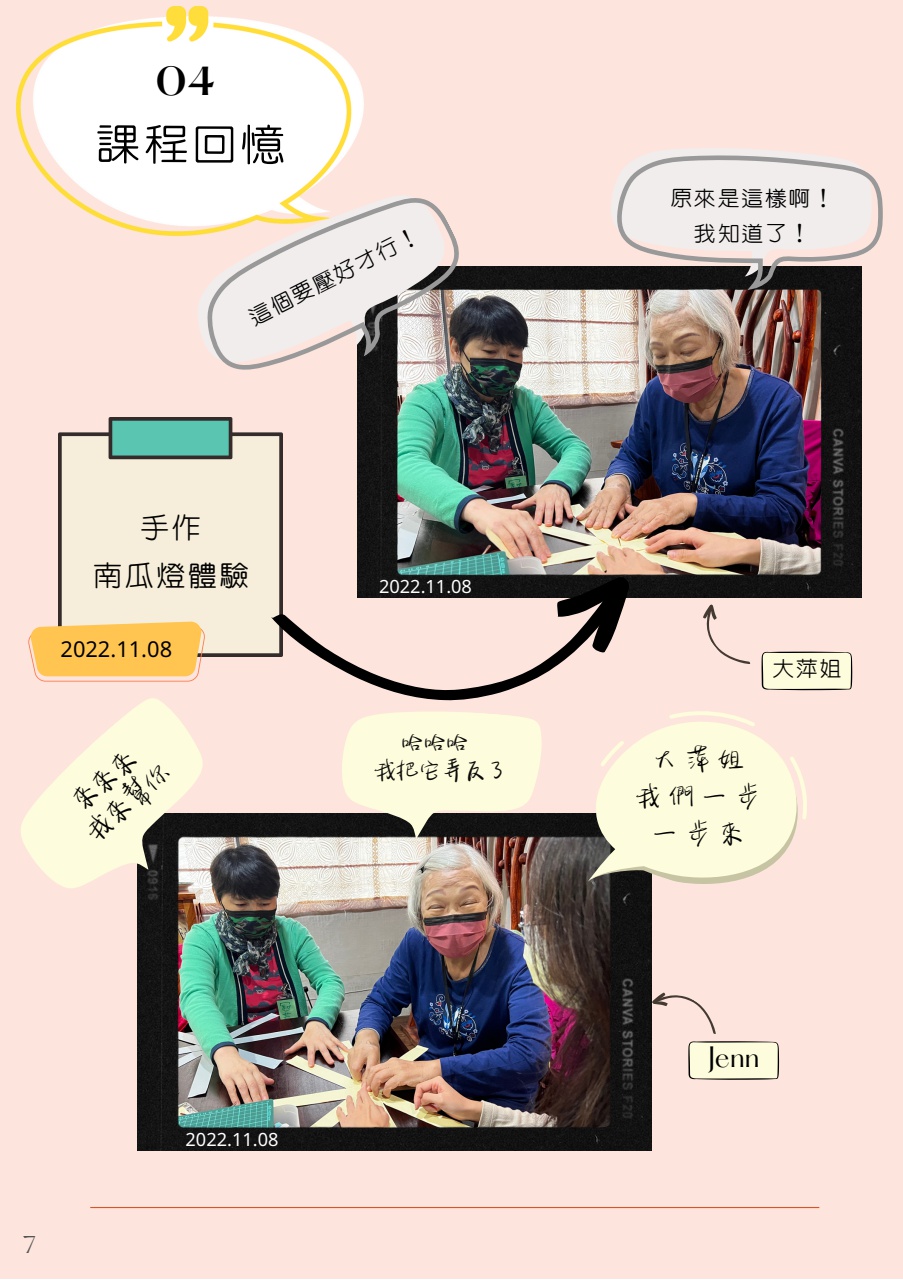 04
課程回憶
原來是這樣啊！
我知道了！
這個要壓好才行！
CANVA STORIES F20
手作
南瓜燈體驗
2022.11.08
2022.11.08
大萍姐
來來來
我來幫你
哈哈哈
我把它弄反了
大萍姐
我們一步
一步來
0916
CANVA STORIES F20
Jenn
2022.11.08
7